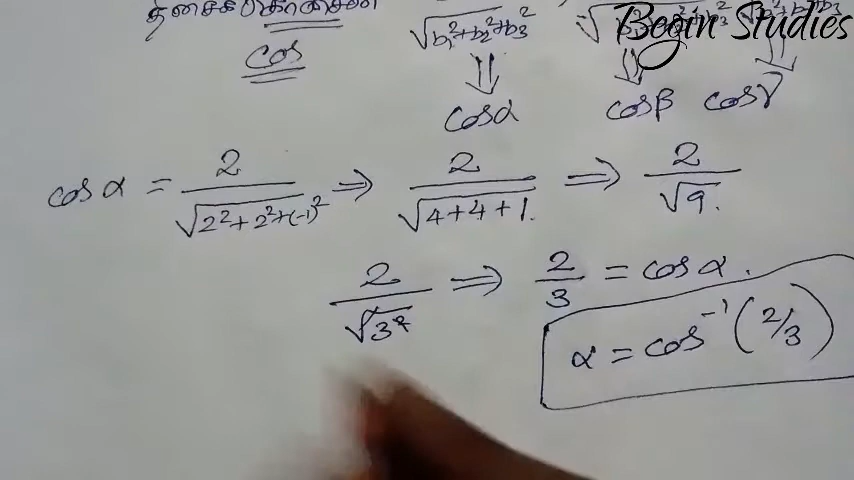 திசைக் கொசைன்
cos
√b₁²+b₂²+b₃²
Begin Studies
cosα cosβ cosγ
cosα = 2/√2²+2²+(-1)² ⇒ 2/√4+4+1. ⇒ 2/√9.
2/√3² ⇒ 2/3 = cosα.
α = cos⁻¹(2/3)